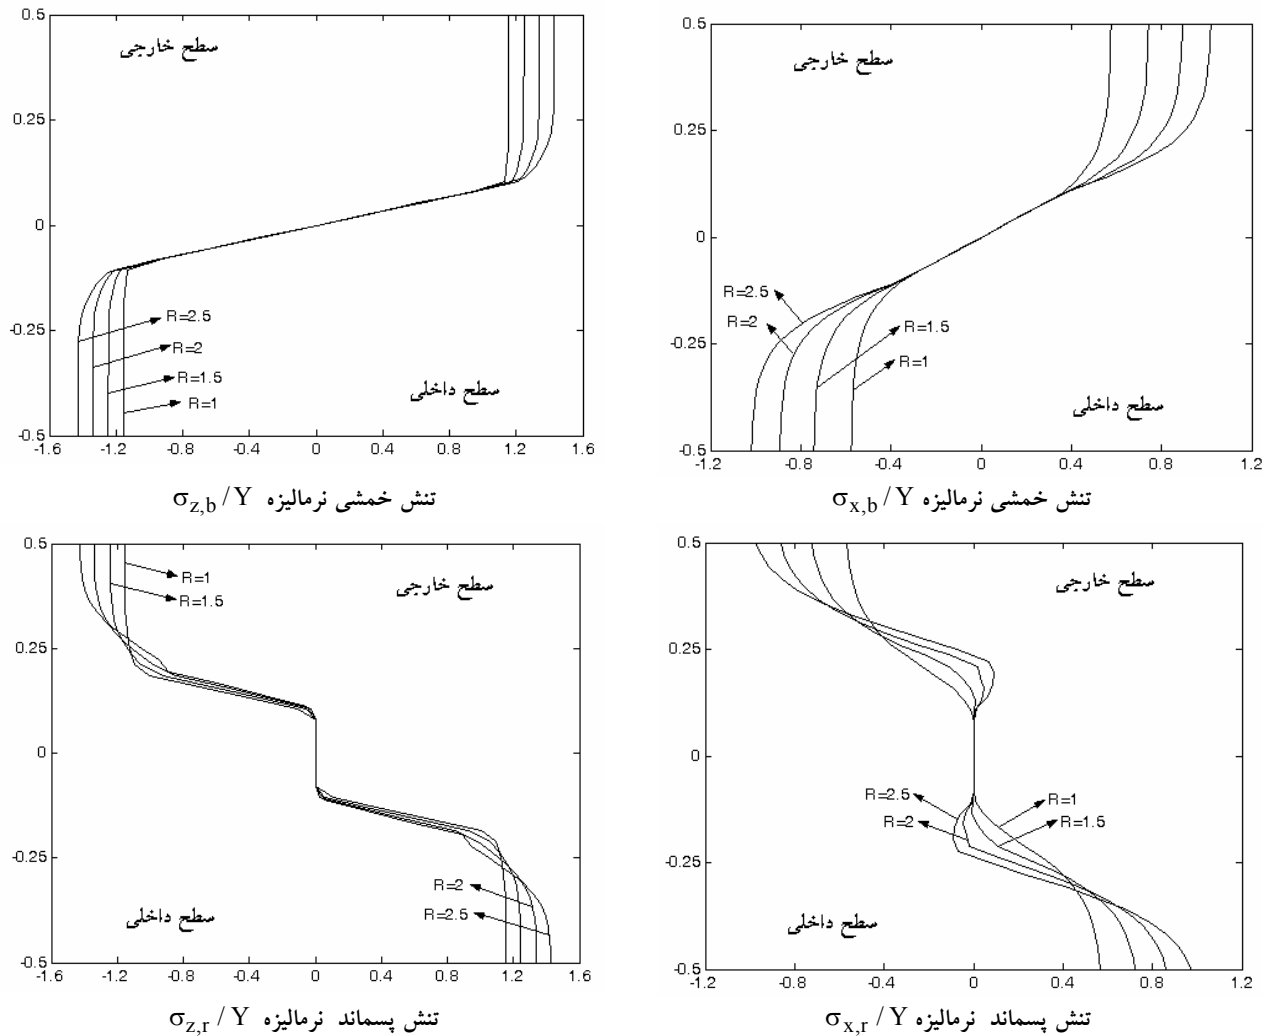 0.5
0.25
0
-0.25
-0.5
-1.6
-1.2
-0.8
-0.4
0
0.4
0.8
1.2
1.6
سطح خارجی
R=2.5
R=2
R=1.5
R=1
سطح داخلی
تنش خمشی نرمالیزه σz,b / Y
0.5
0.25
0
-0.25
-0.5
-1.2
-0.8
-0.4
0
0.4
0.8
1.2
سطح خارجی
R=2.5
R=2
R=1.5
R=1
سطح داخلی
تنش خمشی نرمالیزه σx,b / Y
0.5
0.25
0
-0.25
-0.5
-1.6
-1.2
-0.8
-0.4
0
0.4
0.8
1.2
1.6
R=1
R=1.5
سطح خارجی
R=2
R=2.5
سطح داخلی
تنش پسماند نرمالیزه σz,r / Y
0.5
0.25
0
-0.25
-0.5
-1.2
-0.8
-0.4
0
0.4
0.8
1.2
سطح خارجی
R=2.5
R=1
R=2
R=1.5
سطح داخلی
تنش پسماند نرمالیزه σx,r / Y